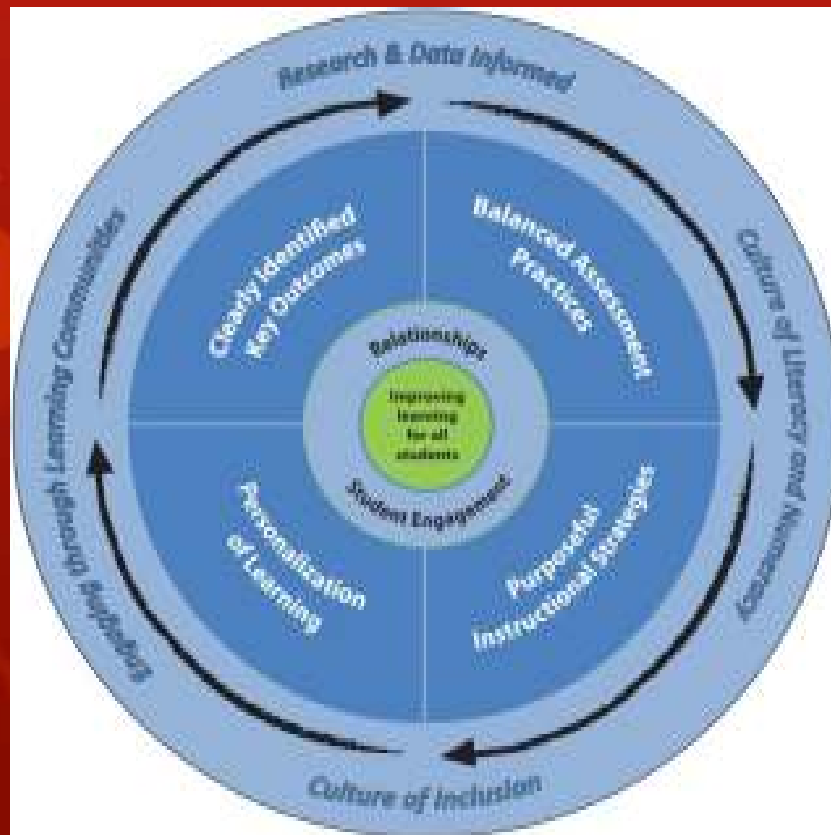 Research & Data Informed
Culture of Literacy and Numeracy
Culture of Inclusion
Engaging through Learning Communities
Clearly Identified
Key Outcomes
Balanced Assessment
Practices
Purposeful
Instructional Strategies
Personalization
of Learning
Relationships
Student Engagement
Improving
learning
for all
students